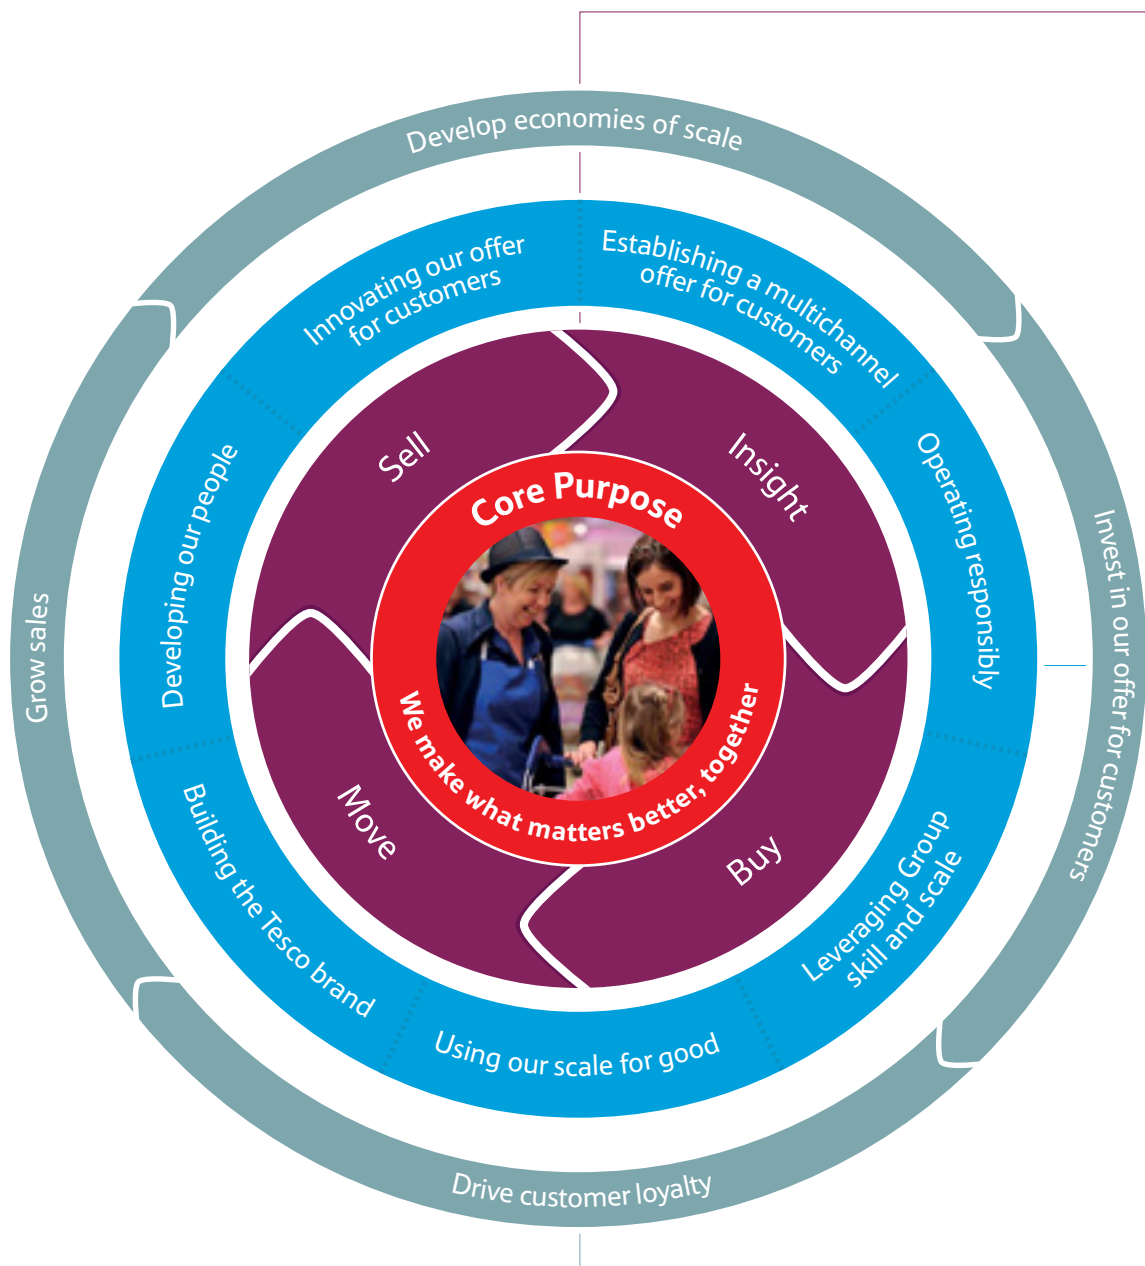 Develop economies of scale
Invest in our offer for customers
Drive customer loyalty
Grow sales
Innovating our offer
for customers
Establishing a multichannel
offer for customers
Operating responsibly
Leveraging Group
skill and scale
Using our scale for good
Building the Tesco brand
Developing our people
Sell
Insight
Buy
Move
Core Purpose
We make what matters better, together